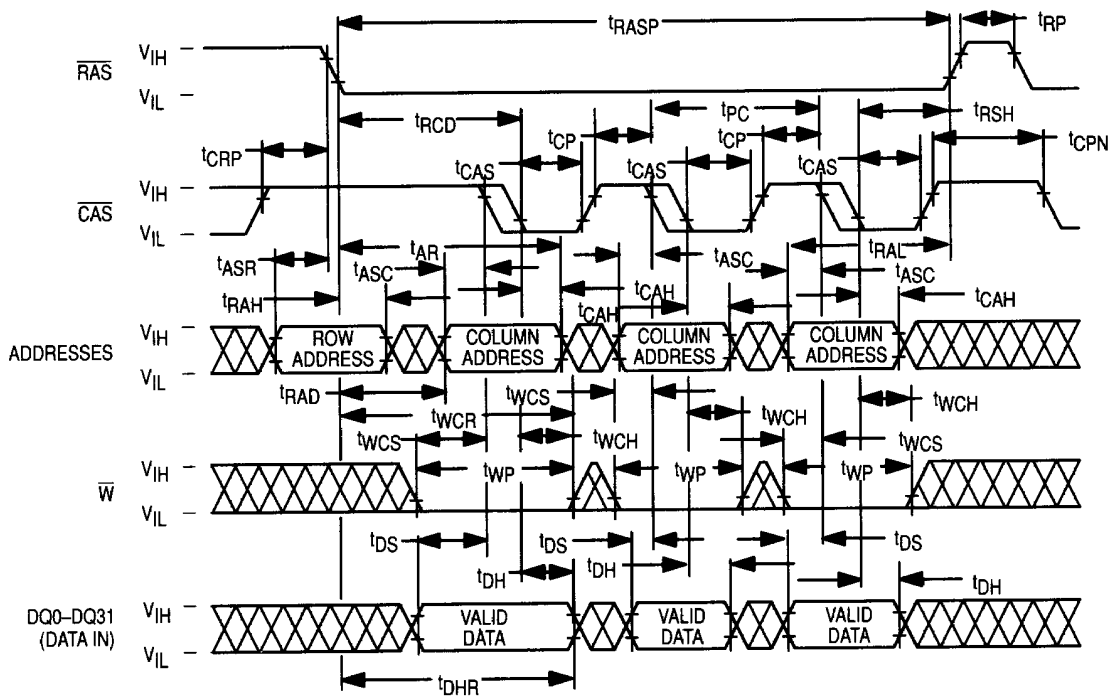 tRASP
tRP
VIH
RAS
VIL
tRCD
tPC
tRSH
tCRP
tCP
tCP
tCPN
tCAS
tCAS
tCAS
VIH
CAS
VIL
tASR
tAR
tASC
tASC
tRAL
tASC
tRAH
tCAH
tCAH
tCAH
ADDRESSES
VIH
ROW ADDRESS
COLUMN ADDRESS
COLUMN ADDRESS
COLUMN ADDRESS
VIL
tRAD
tWCS
tWCH
tWCR
tWCS
tWCH
tWCH
tWCS
VIH
W
tWP
tWP
tWP
VIL
tDS
tDS
tDS
tDH
tDH
tDH
DQ0–DQ31
(DATA IN)
VIH
VALID DATA
VALID DATA
VALID DATA
VIL
tDHR